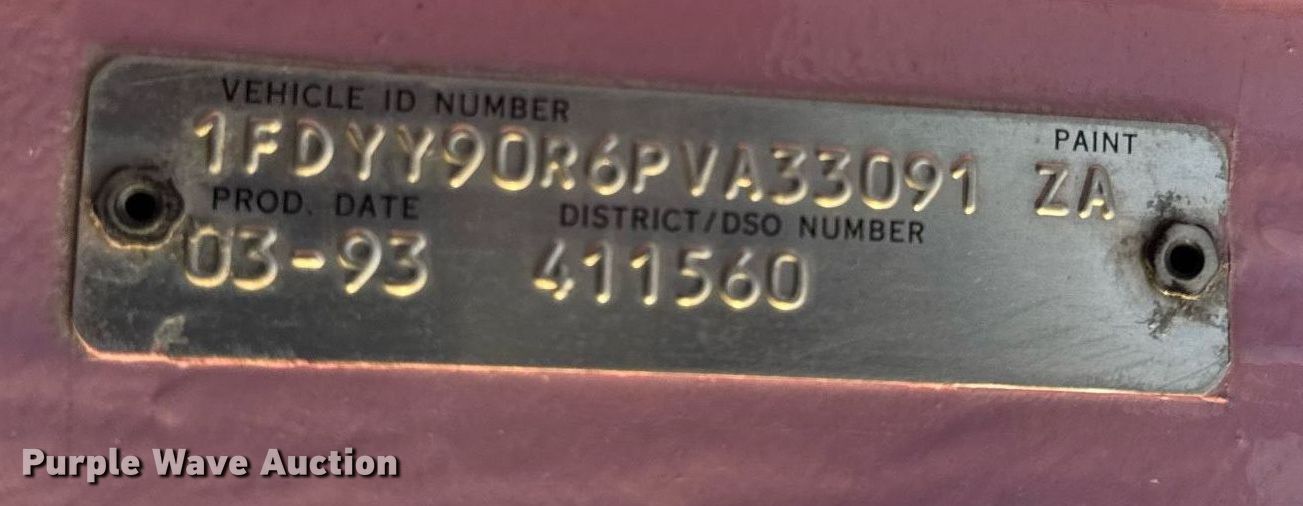 VEHICLE ID NUMBER PAINT
1FDYY90R6PVA33091 ZA
PROD. DATE DISTRICT/DSO NUMBER
03-93 411560
Purple Wave Auction